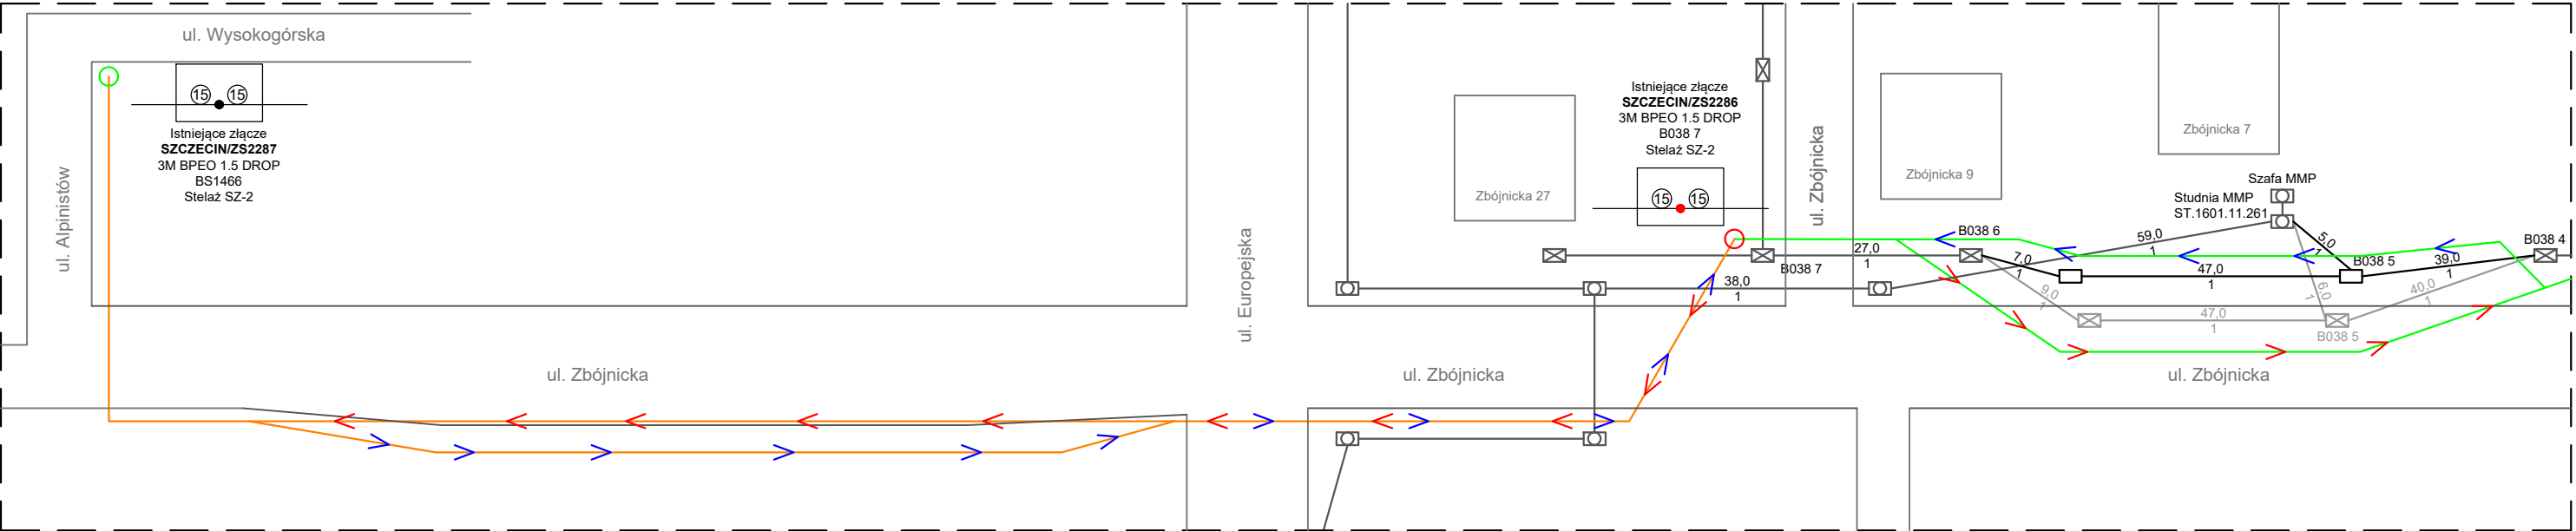 ul. Wysokogórska
15 15
Istniejące złącze
SZCZECIN/ZS2287
3M BPEO 1.5 DROP
BS1466
Stelaż SZ-2
ul. Alpinistów
ul. Zbójnicka
ul. Europejska
Zbójnicka 27
Istniejące złącze
SZCZECIN/ZS2286
3M BPEO 1.5 DROP
B038 7
Stelaż SZ-2
15 15
ul. Zbójnicka
B038 7
38,0
1
27,0
1
ul. Zbójnicka
Zbójnicka 9
Zbójnicka 7
Szafa MMP
Studnia MMP
ST.1601.11.261
B038 6
59,0
1
5,0
1
B038 4
7,0
1
47,0
1
B038 5
39,0
1
9,0
1
47,0
1
6,0
1
40,0
1
B038 5
ul. Zbójnicka